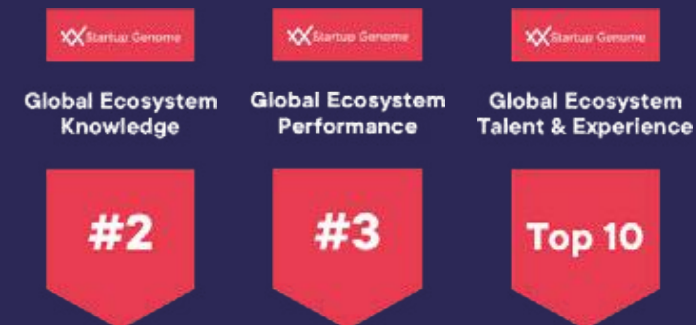 Startup Genome
Global Ecosystem
Knowledge
#2
Startup Genome
Global Ecosystem
Performance
#3
Startup Genome
Global Ecosystem
Talent & Experience
Top 10